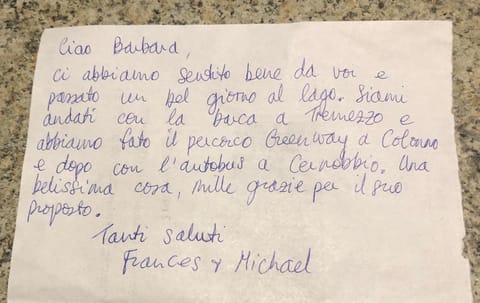 Ciao Barbara,
ci abbiamo sentito bene da voi e
passato un bel giorno al lago. Siami
andati con la barca a Tremezzo e
abbiamo fato il percorco Greenway a Colonno
e dopo con l'autobus a Cernobbio. Una
belissima cosa, mille grazie per il suo
proposto.
Tanti saluti
Frances + Michael